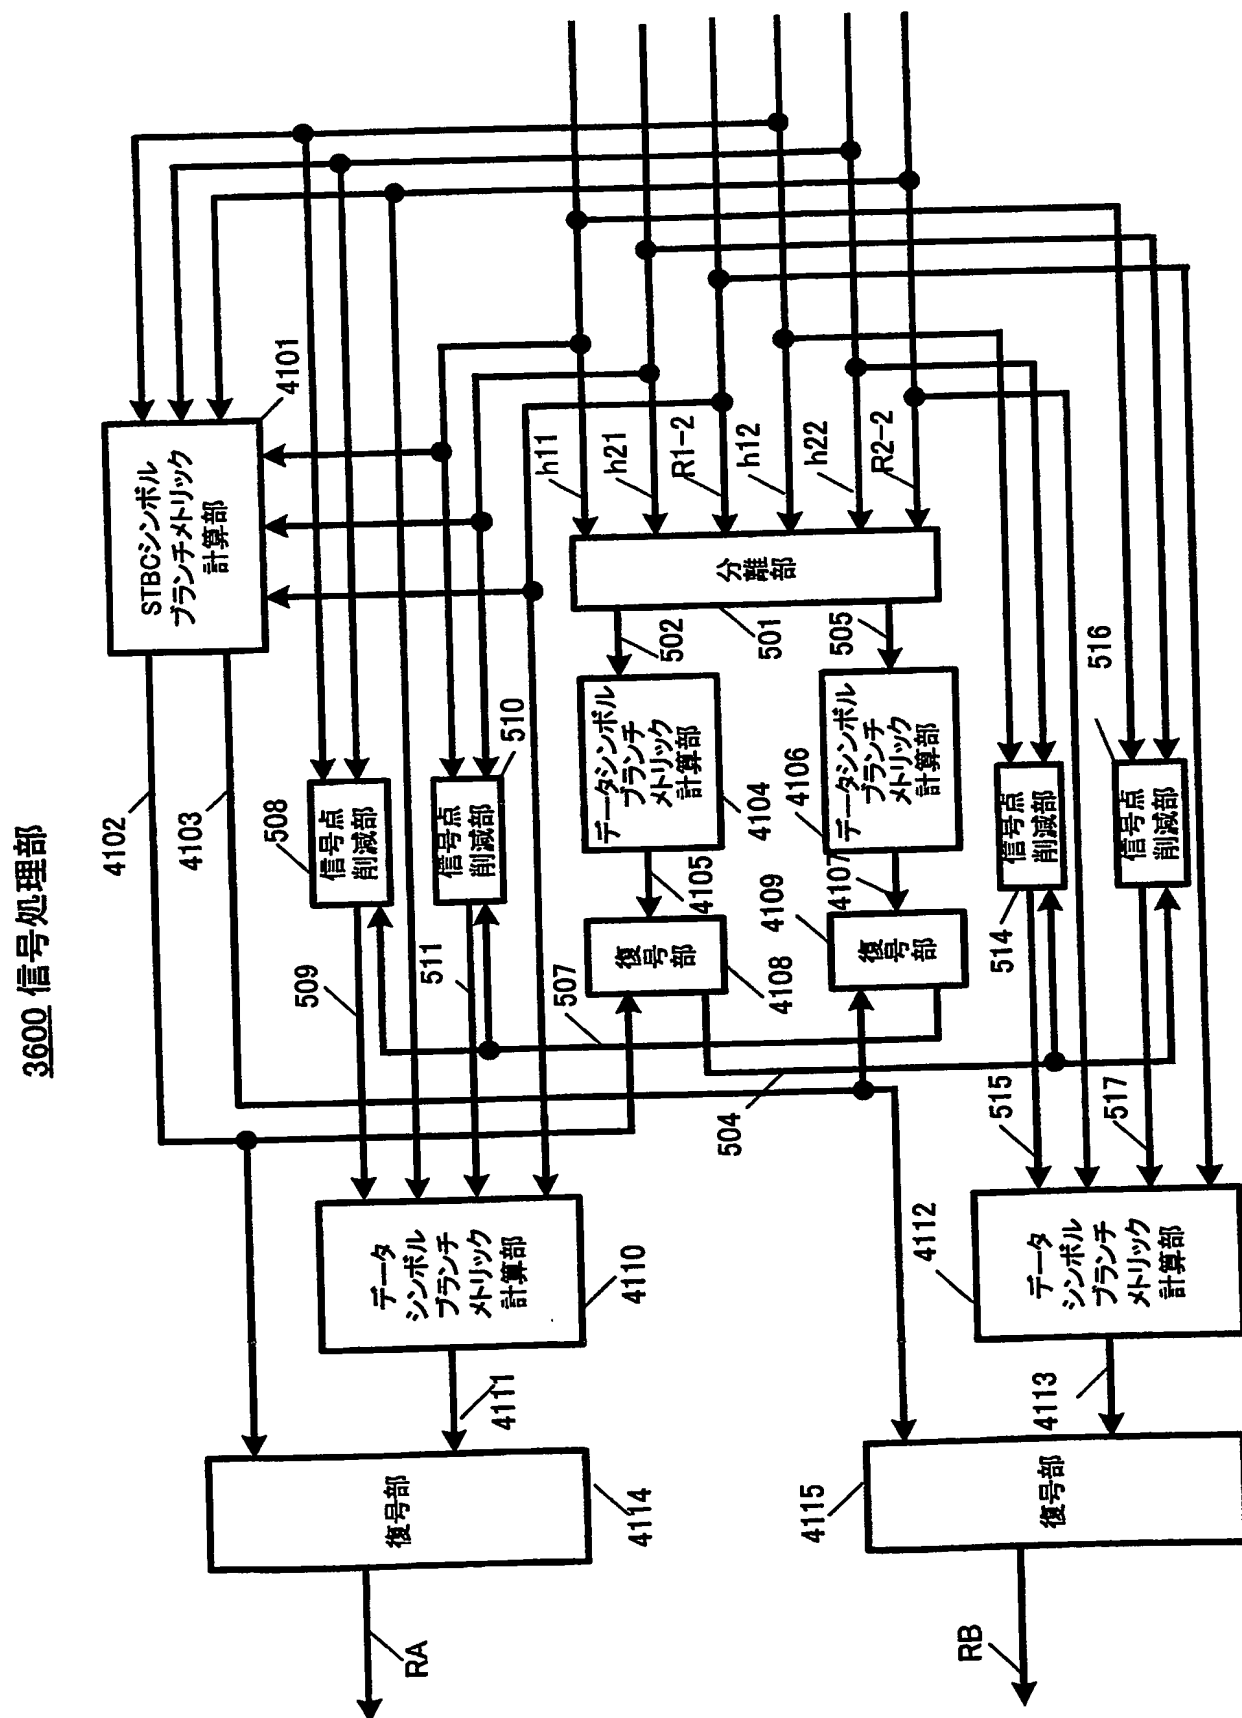 3600 信号処理部
STBCシンボル
ブランチメトリック
計算部
4101
4102
4103
508
信号点
削減部
509
510
信号点
削減部
511
h11
h21
R1-2
h12
h22
R2-2
分離部
501
502
505
データシンボル
ブランチ
メトリック
計算部
4104
4105
データシンボル
ブランチ
メトリック
計算部
4106
4107
復号部
4108
復号部
4109
507
504
514
信号点
削減部
515
516
信号点
削減部
517
データ
シンボル
ブランチ
メトリック
計算部
4110
4111
データ
シンボル
ブランチ
メトリック
計算部
4112
4113
復号部
4114
復号部
4115
RA
RB